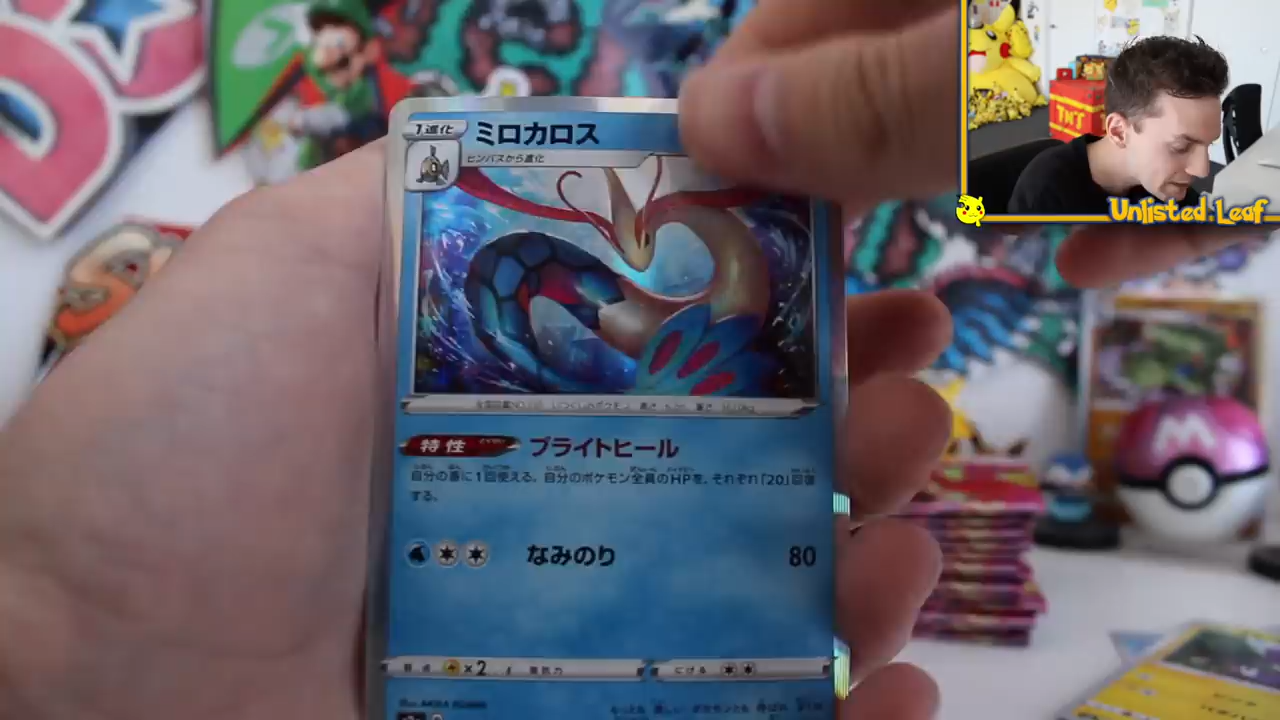 1進化
ミロカロス
ヒンバスから進化
特性
ブライトヒール
自分の番に1回使える。自分のポケモン全員のHPを、それぞれ「20」回復
する。
なみのり 80
×2
にげる
TNT
Unlisted Leaf
M